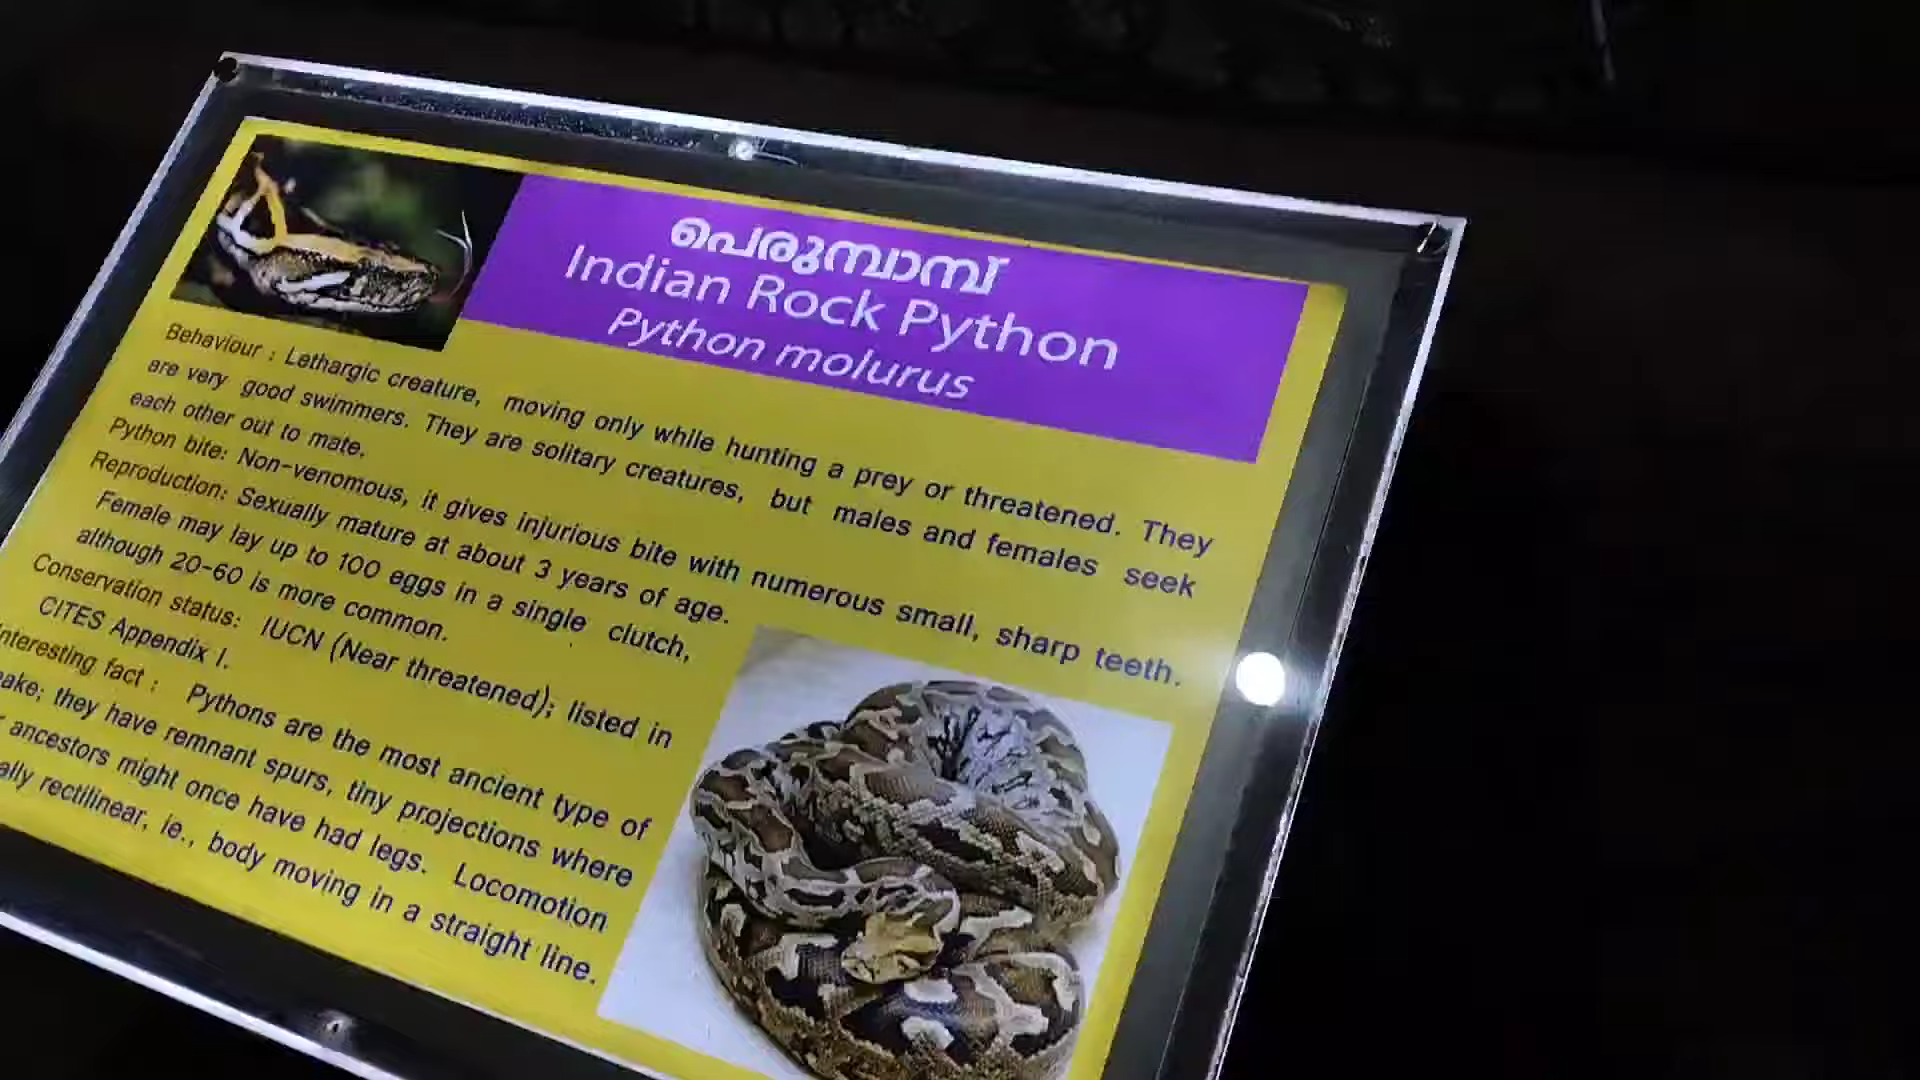 പെരുമ്പാമ്പ്
Indian Rock Python
Python molurus
Behaviour : Lethargic creature, moving only while hunting a prey or threatened. They
are very good swimmers. They are solitary creatures, but males and females seek
each other out to mate.
Python bite: Non-venomous, it gives injurious bite with numerous small, sharp teeth.
Reproduction: Sexually mature at about 3 years of age.
Female may lay up to 100 eggs in a single clutch,
although 20-60 is more common.
Conservation status: IUCN (Near threatened); listed in
CITES Appendix I.
Interesting fact : Pythons are the most ancient type of
they have remnant spurs, tiny projections where
ancestors might once have had legs. Locomotion
rectilinear, ie., body moving in a straight line.